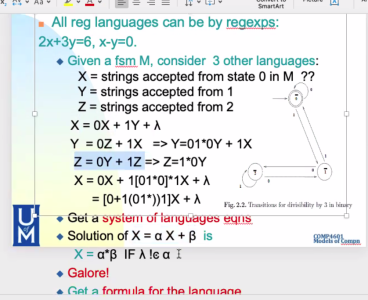 SmartArt
All reg languages can be by regexps:
2x+3y=6, x-y=0.
Given a fsm M, consider 3 other languages:
X = strings accepted from state 0 in M ??
Y = strings accepted from 1
Z = strings accepted from 2
X = 0X + 1Y + λ
Y = 0Z + 1X => Y=01*0Y + 1X
Z = 0Y + 1Z => Z=1*0Y
X = 0X + 1[01*0]*1X + λ
= [0+1(01*))1]X + λ
Fig. 2.2. Transitions for divisibility by 3 in binary
Get a system of languages eqns
UofM
COMP4601
Models of Compn
Solution of X = α X + β is
X = α*β IF λ !e α
Galore!
Get a formula for the language